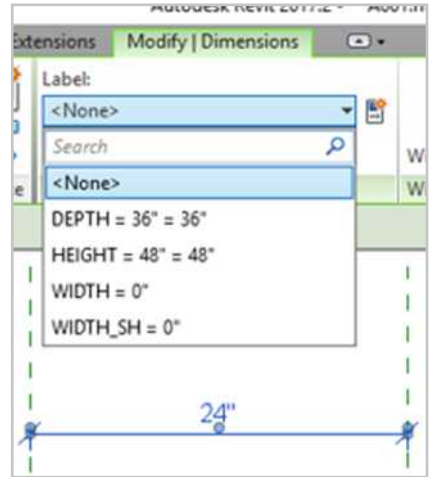 Autodesk Revit 2017.2 -
Extensions Modify | Dimensions
Label:
<None>
Search
<None>
DEPTH = 36" = 36"
HEIGHT = 48" = 48"
WIDTH = 0"
WIDTH_SH = 0"
24"